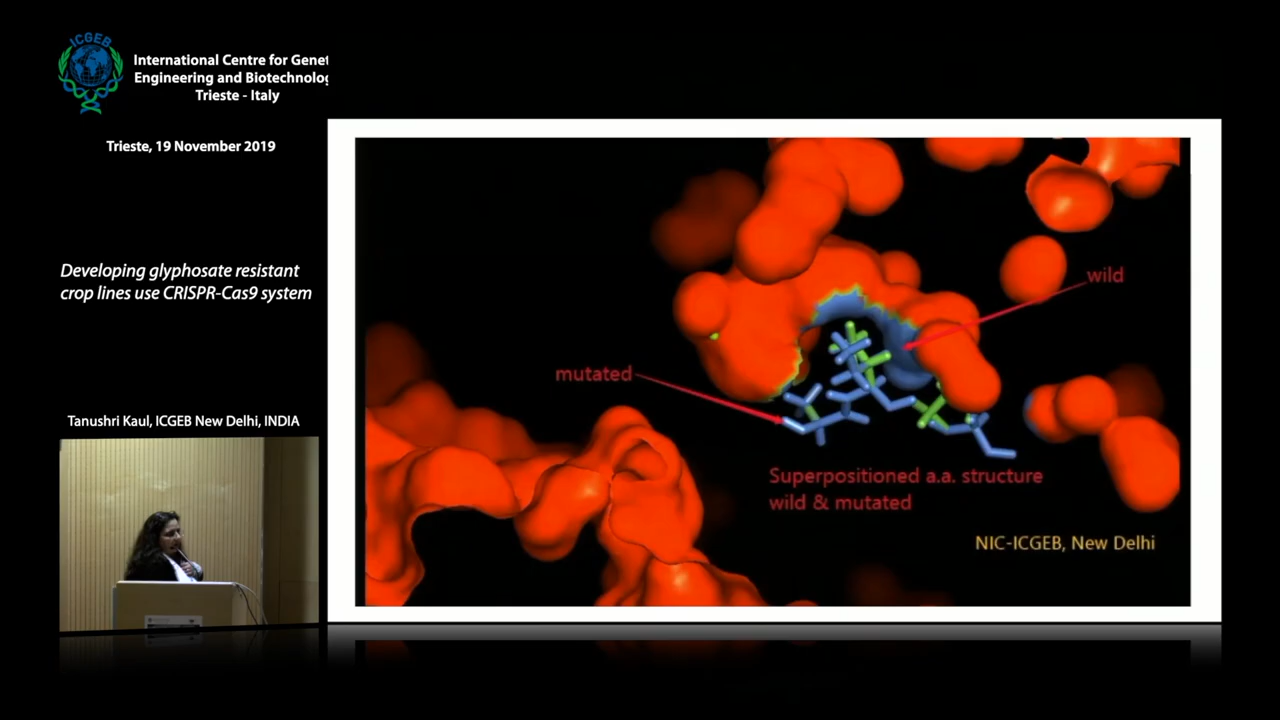 ICGEB
International Centre for Genet
Engineering and Biotechnolog
Trieste - Italy
Trieste, 19 November 2019
Developing glyphosate resistant
crop lines use CRISPR-Cas9 system
Tanushri Kaul, ICGEB New Delhi, INDIA
wild
mutated
Superpositioned a.a. structure
wild & mutated
NIC-ICGEB, New Delhi